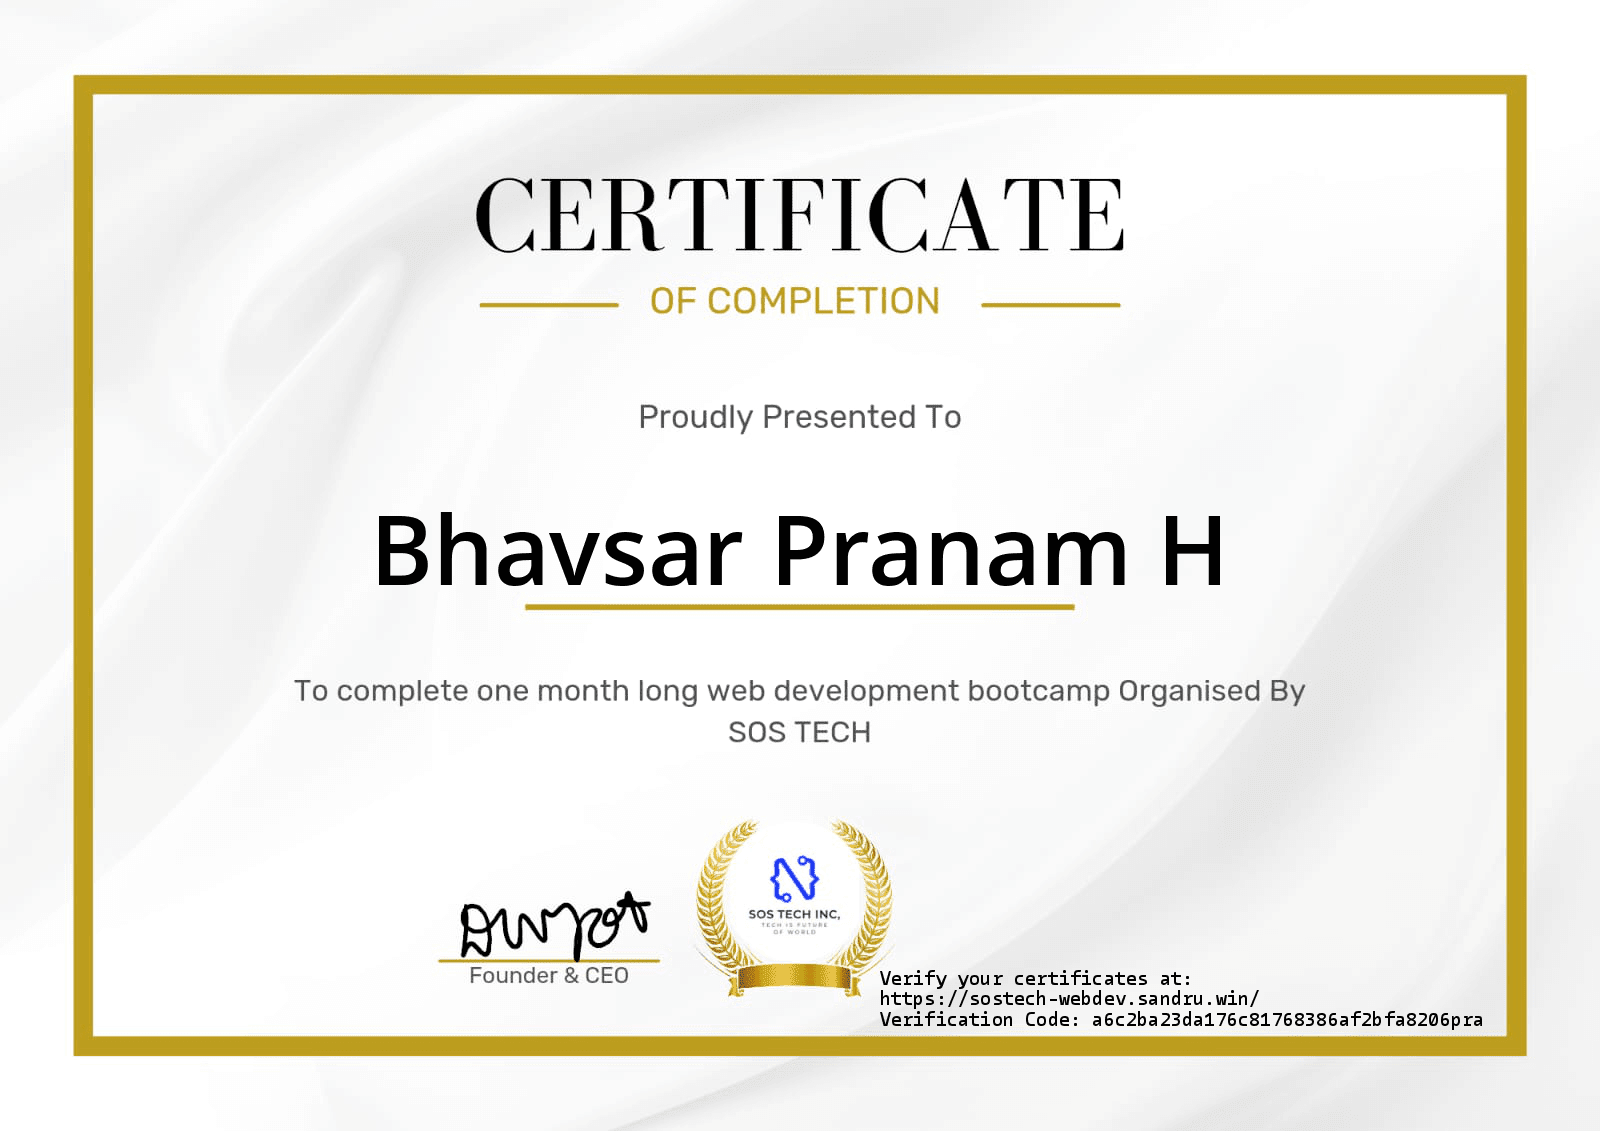 CERTIFICATE
OF COMPLETION
Proudly Presented To
Bhavsar Pranam H
To complete one month long web development bootcamp Organised By
SOS TECH
Founder & CEO
SOS TECH INC,
TECH IS FUTURE
OF WORLD
Verify your certificates at:
https://sostech-webdev.sandru.win/
Verification Code: a6c2ba23da176c81768386af2bfa8206pra